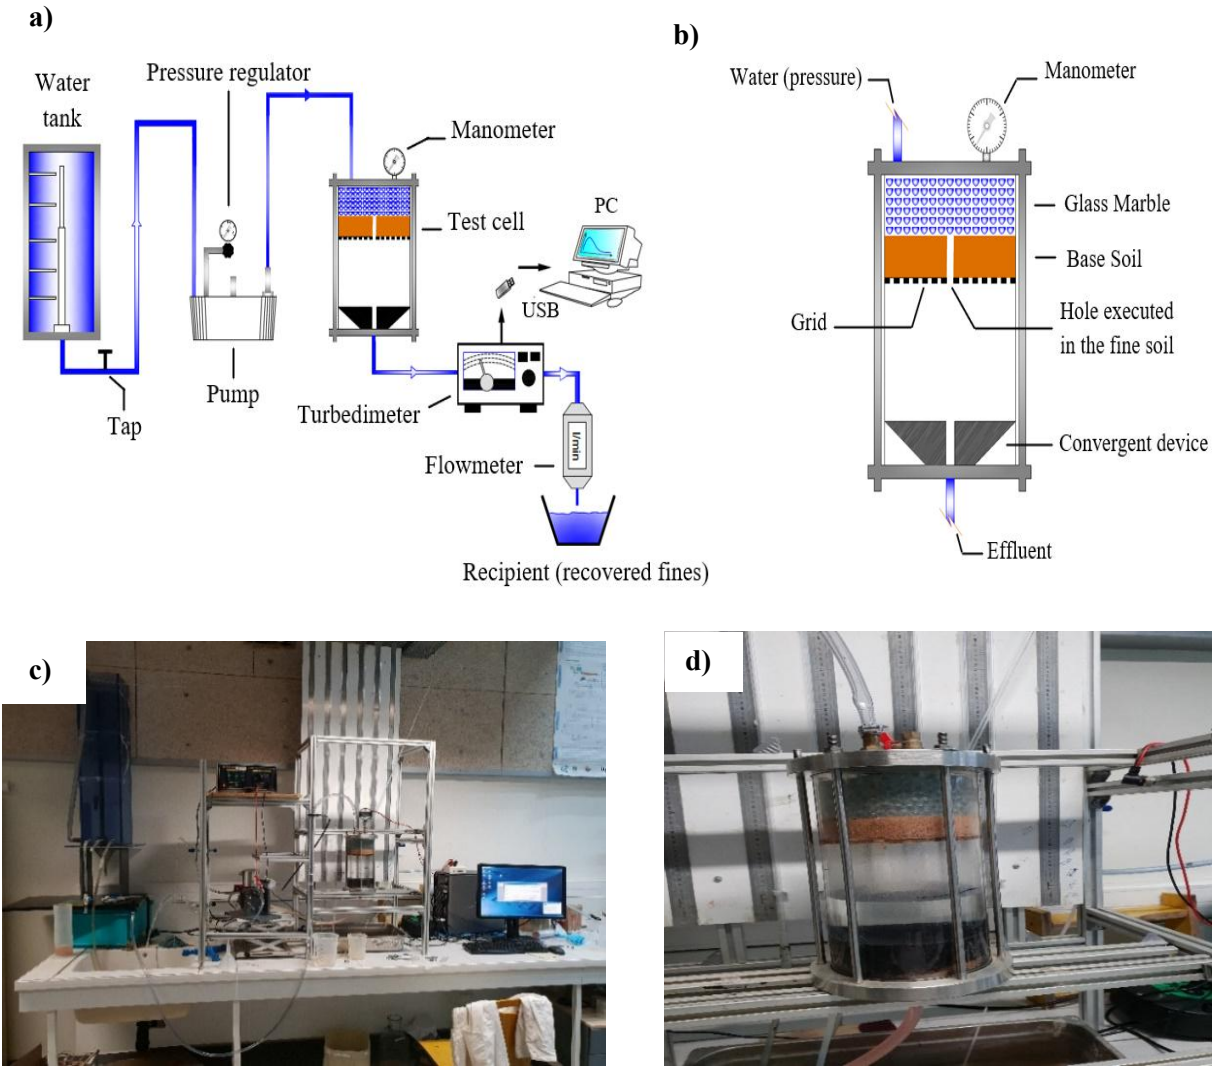 a)
Water
tank
Pressure regulator
Manometer
Test cell
PC
USB
Tap
Pump
Turbedimeter
Flowmeter
l/min
Recipient (recovered fines)
b)
Water (pressure)
Manometer
Glass Marble
Base Soil
Grid
Hole executed
in the fine soil
Convergent device
Effluent
c)
d)